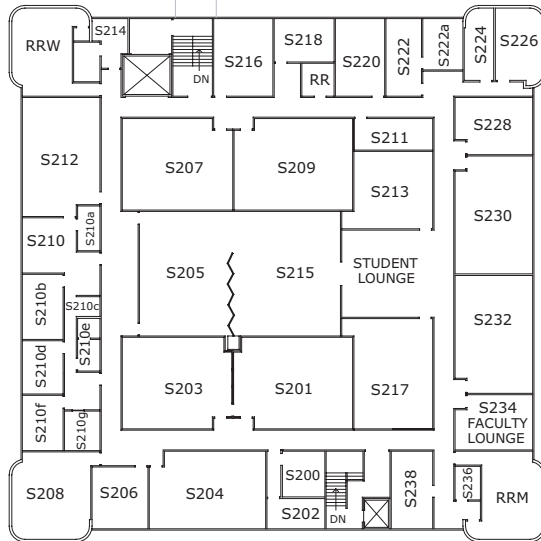 S214
S218
S226
RRW
S216
S220
S222
S222a
S224
RR
DN
S211
S228
S212
S207
S209
S213
S210a
S210
S230
S205
S215
STUDENT
LOUNGE
S210b
S210c
S210e
S232
S210d
S203
S201
S217
S210f
S210g
S234
FACULTY
LOUNGE
S200
S236
S208
S206
S204
S238
RRM
S202
DN